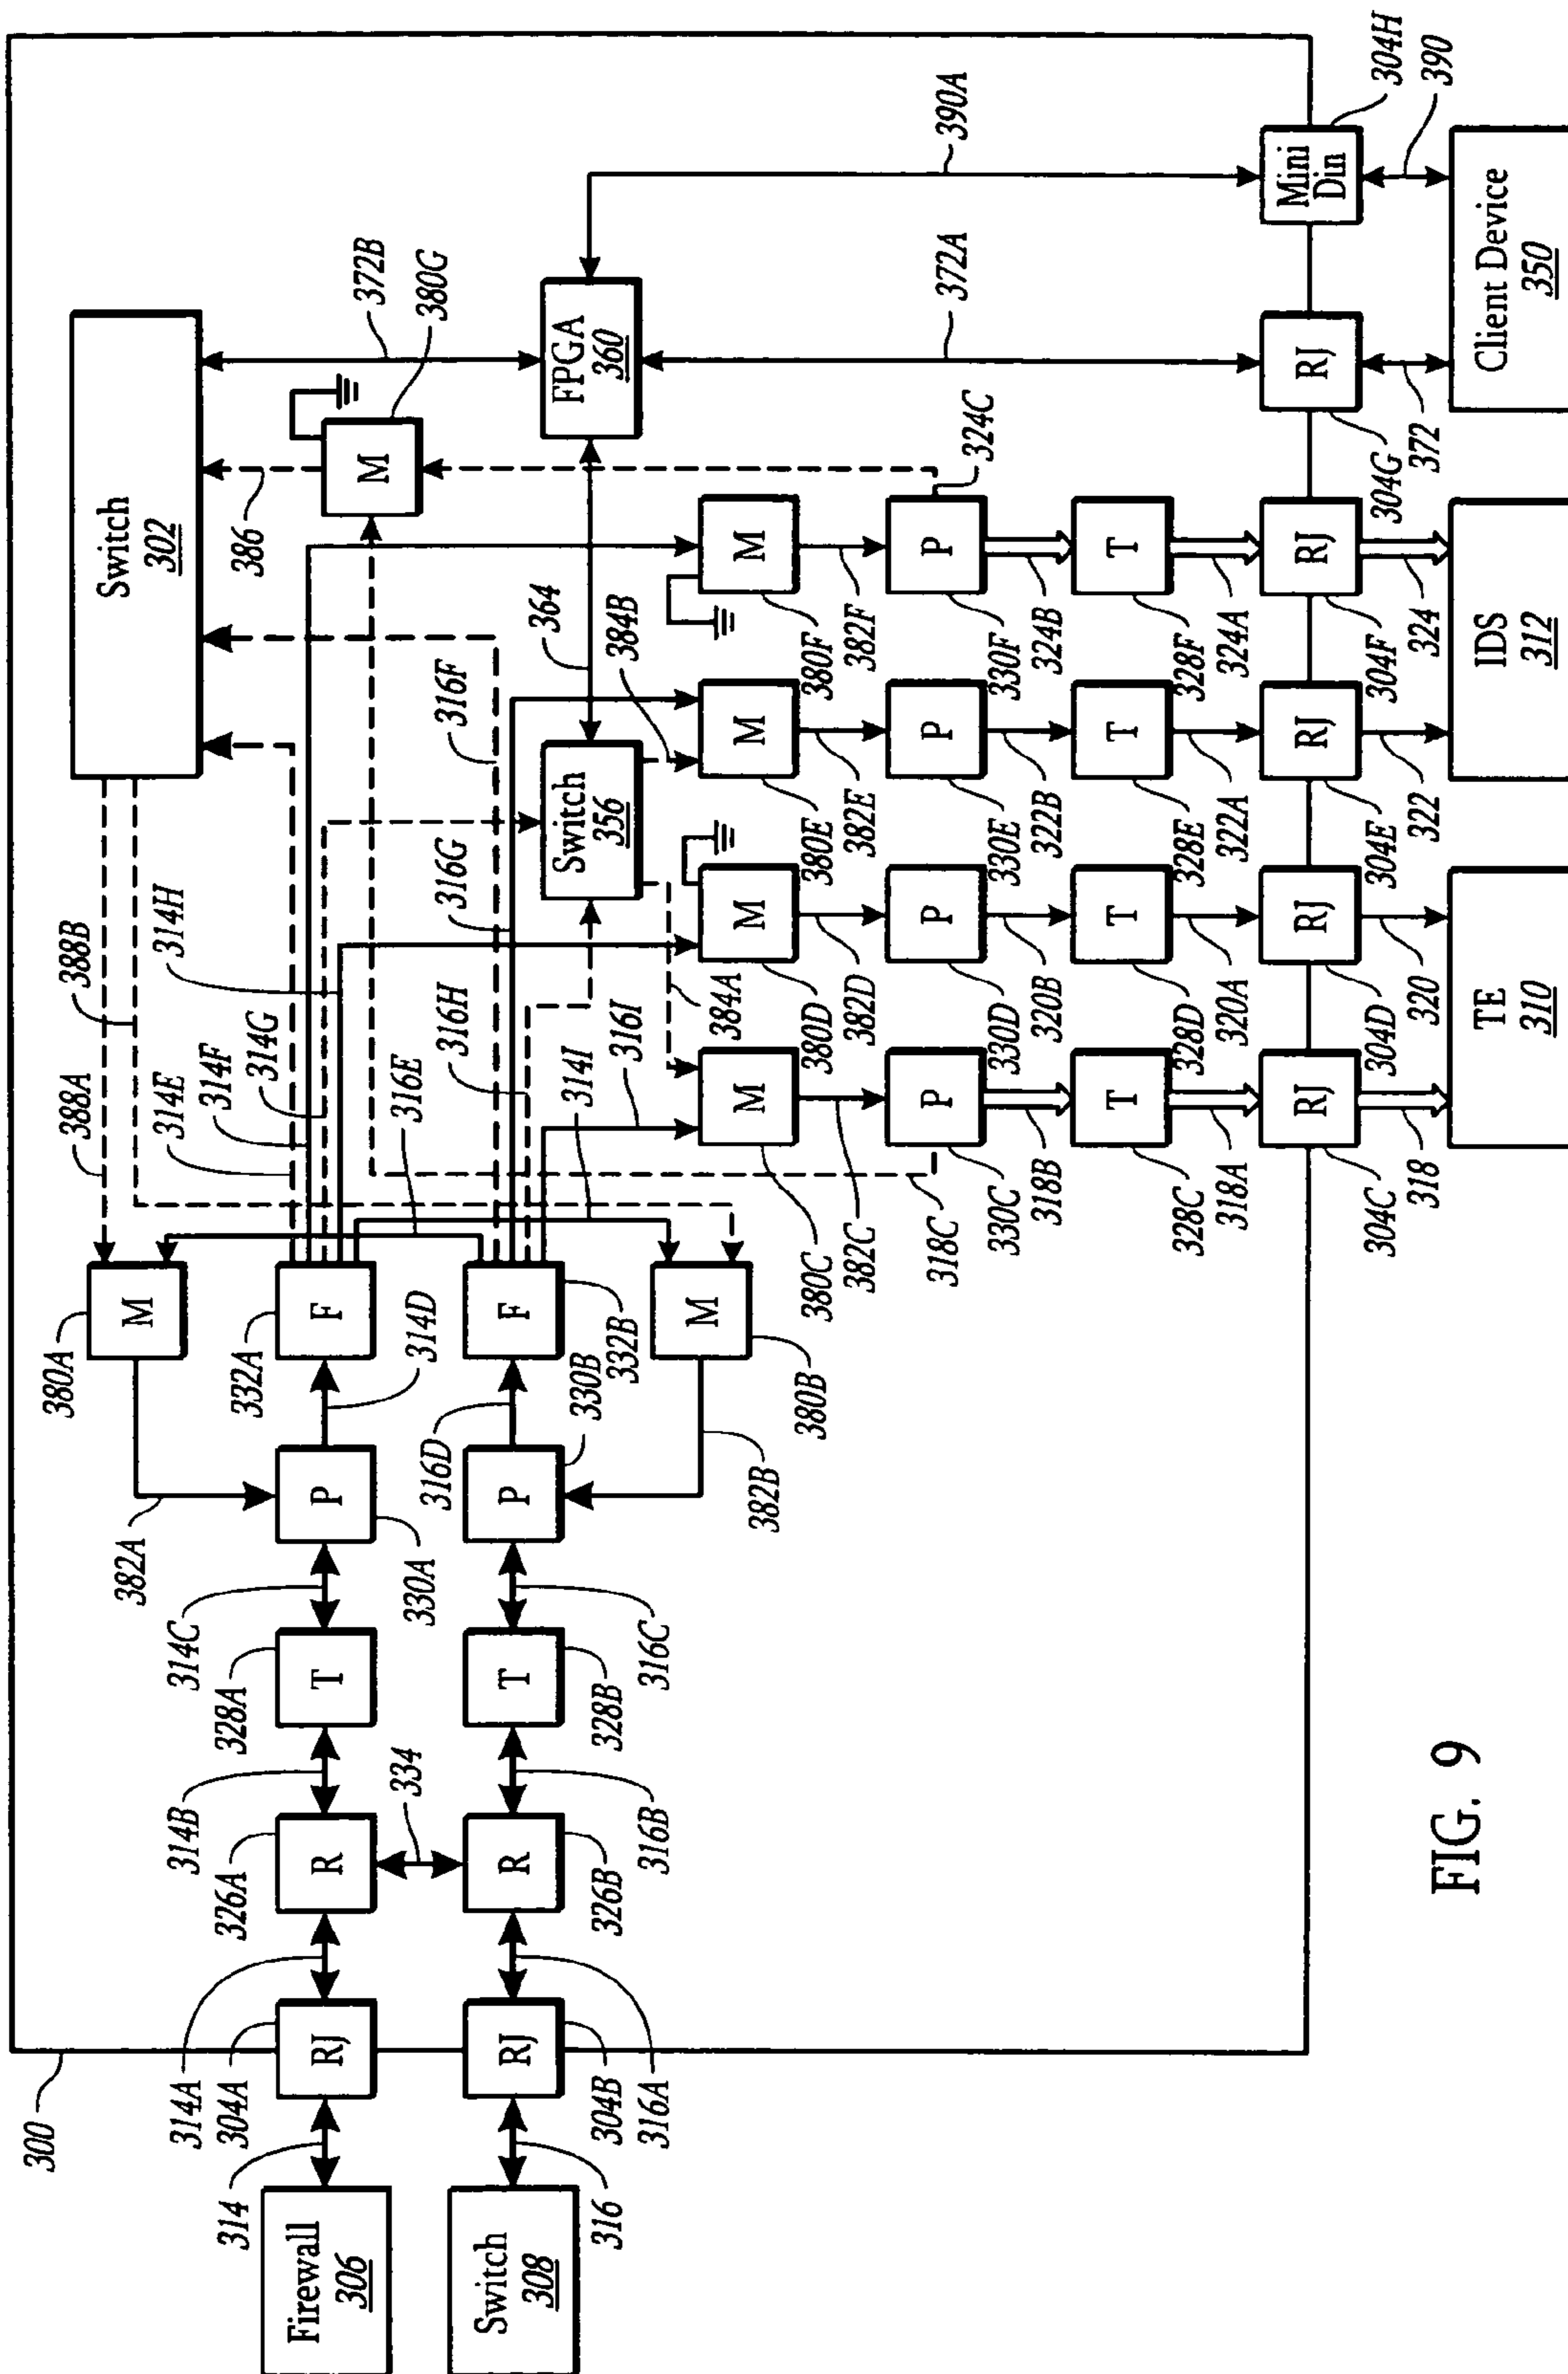 300
Switch
302
388A
388B
314E
314F
314G
314H
316E
316H
316G
316F
314I
316I
386
372B
380G
FPGA
360
390A
372A
364
384B
384A
Switch
356
324C
M
M
380A
382A
F
332A
314D
P
330A
314C
T
328A
314B
R
326A
334
314A
RJ
304A
314
Firewall
306
F
332B
316D
P
330B
316C
T
328B
316B
R
326B
316A
RJ
304B
316
Switch
308
M
380B
382B
M
380C
382C
318C
P
330C
318B
T
328C
318A
RJ
304C
318
M
380D
382D
P
330D
320B
T
328D
320A
RJ
304D
320
TE
310
M
380E
382E
P
330E
322B
T
328E
322A
RJ
304E
322
M
380F
382F
P
330F
324B
T
328F
324A
RJ
304F
324
IDS
312
RJ
304G
372
Mini
Din
304H
390
Client Device
350
FIG. 9